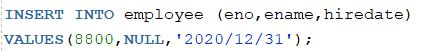 INSERT INTO employee (eno,ename,hiredate)
VALUES(8800,NULL,'2020/12/31');